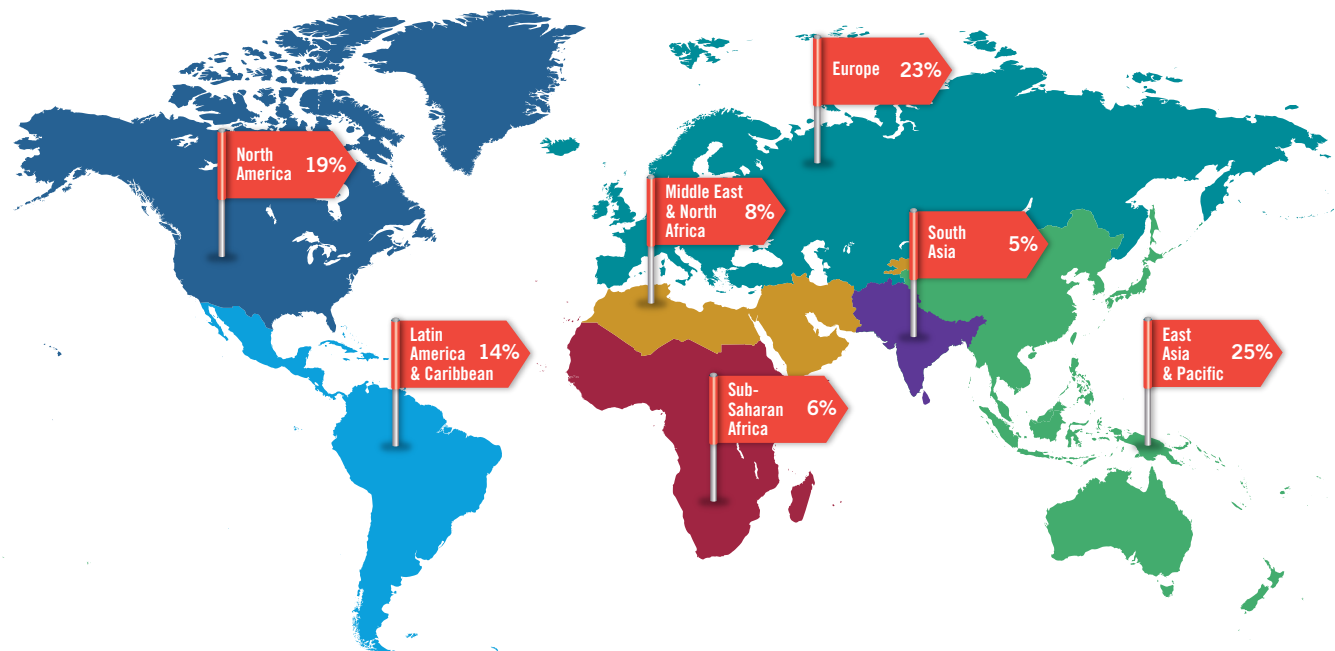 Europe 23%
North
America 19%
Middle East
& North
Africa 8%
South
Asia 5%
Latin
America 14%
& Caribbean
East
Asia 25%
& Pacific
Sub-
Saharan 6%
Africa